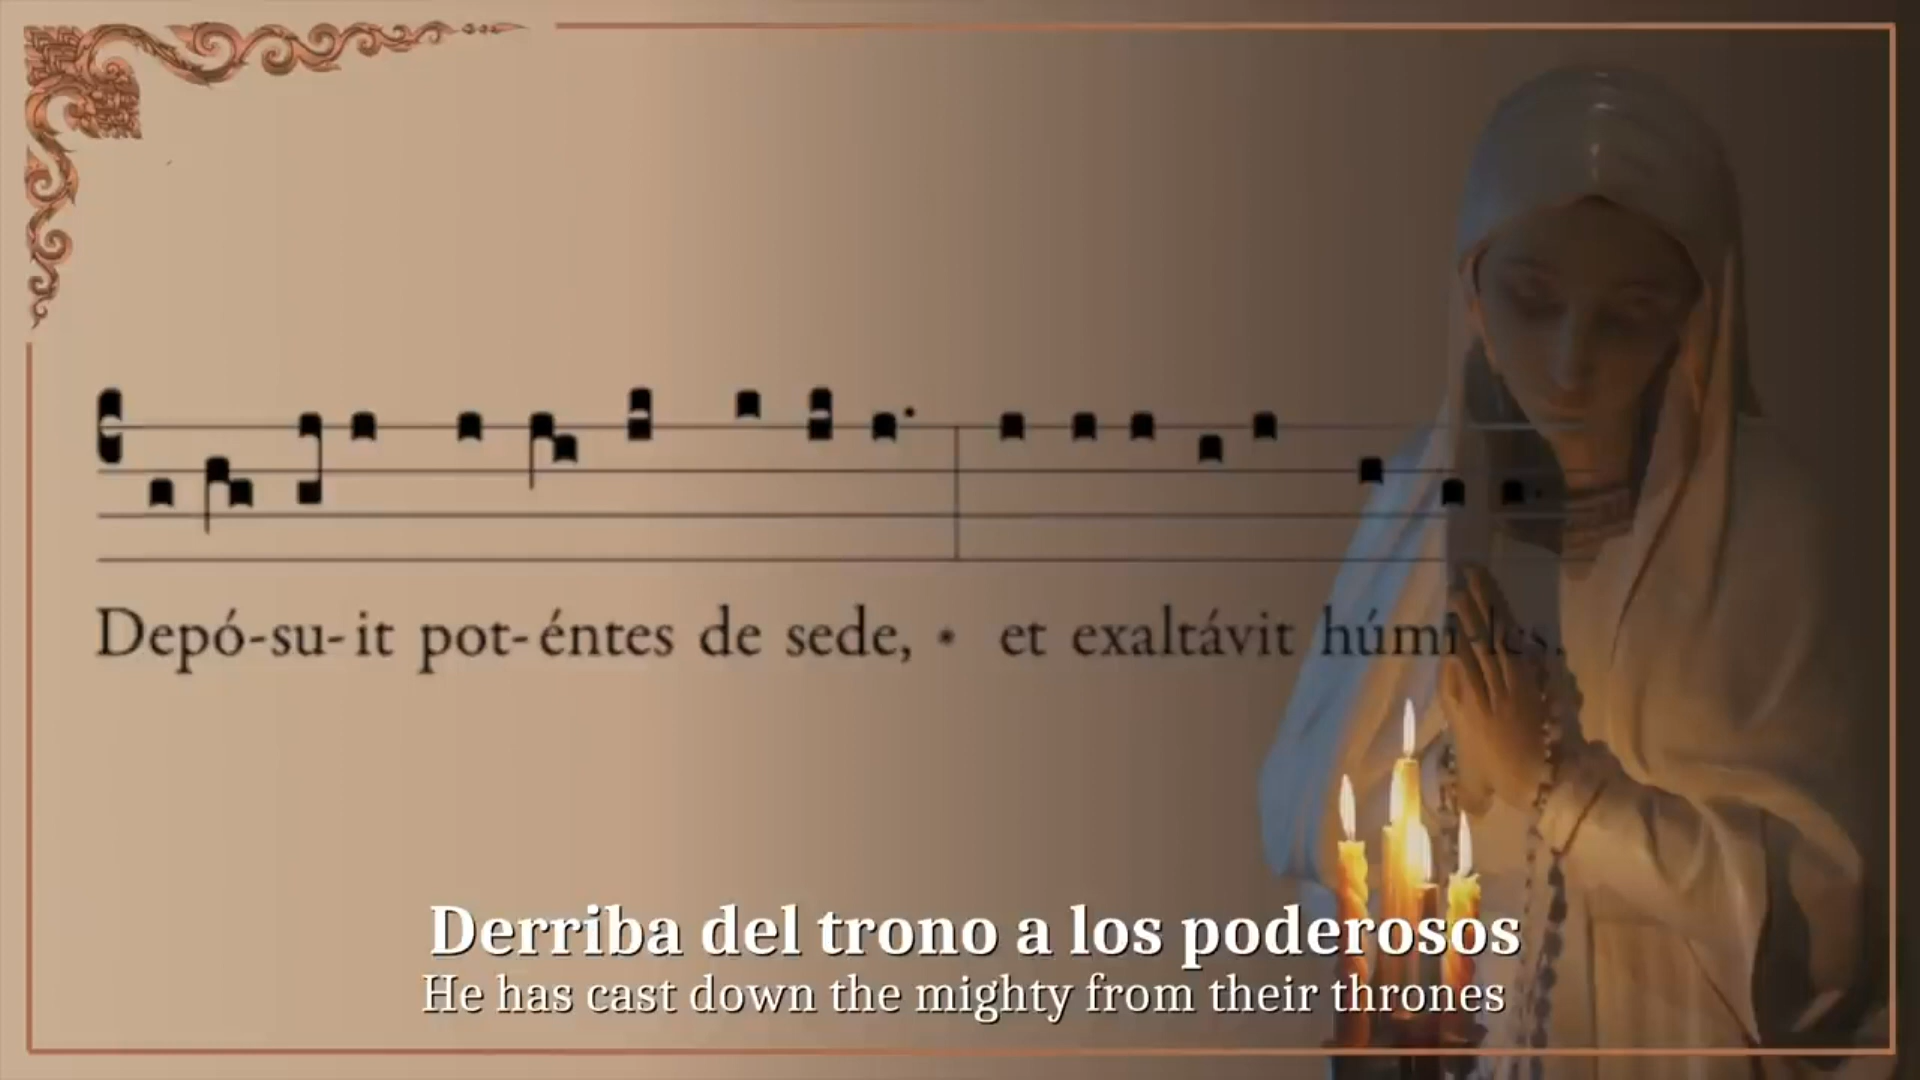 Depó-su-it pot-éntes de sede, * et exaltávit húmi-les.
Derriba del trono a los poderosos
He has cast down the mighty from their thrones